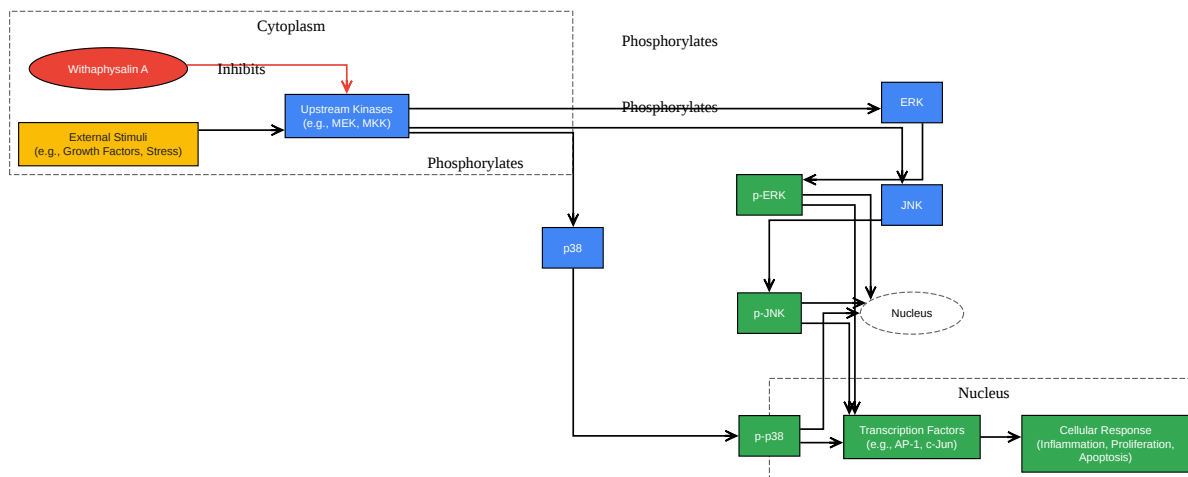 Cytoplasm
Phosphorylates
Withaphysalin A
Inhibits
Upstream Kinases
(e.g., MEK, MKK)
Phosphorylates
ERK
External Stimuli
(e.g., Growth Factors, Stress)
Phosphorylates
p-ERK
JNK
p38
p-JNK
Nucleus
Nucleus
p-p38
Transcription Factors
(e.g., AP-1, c-Jun)
Cellular Response
(Inflammation, Proliferation,
Apoptosis)